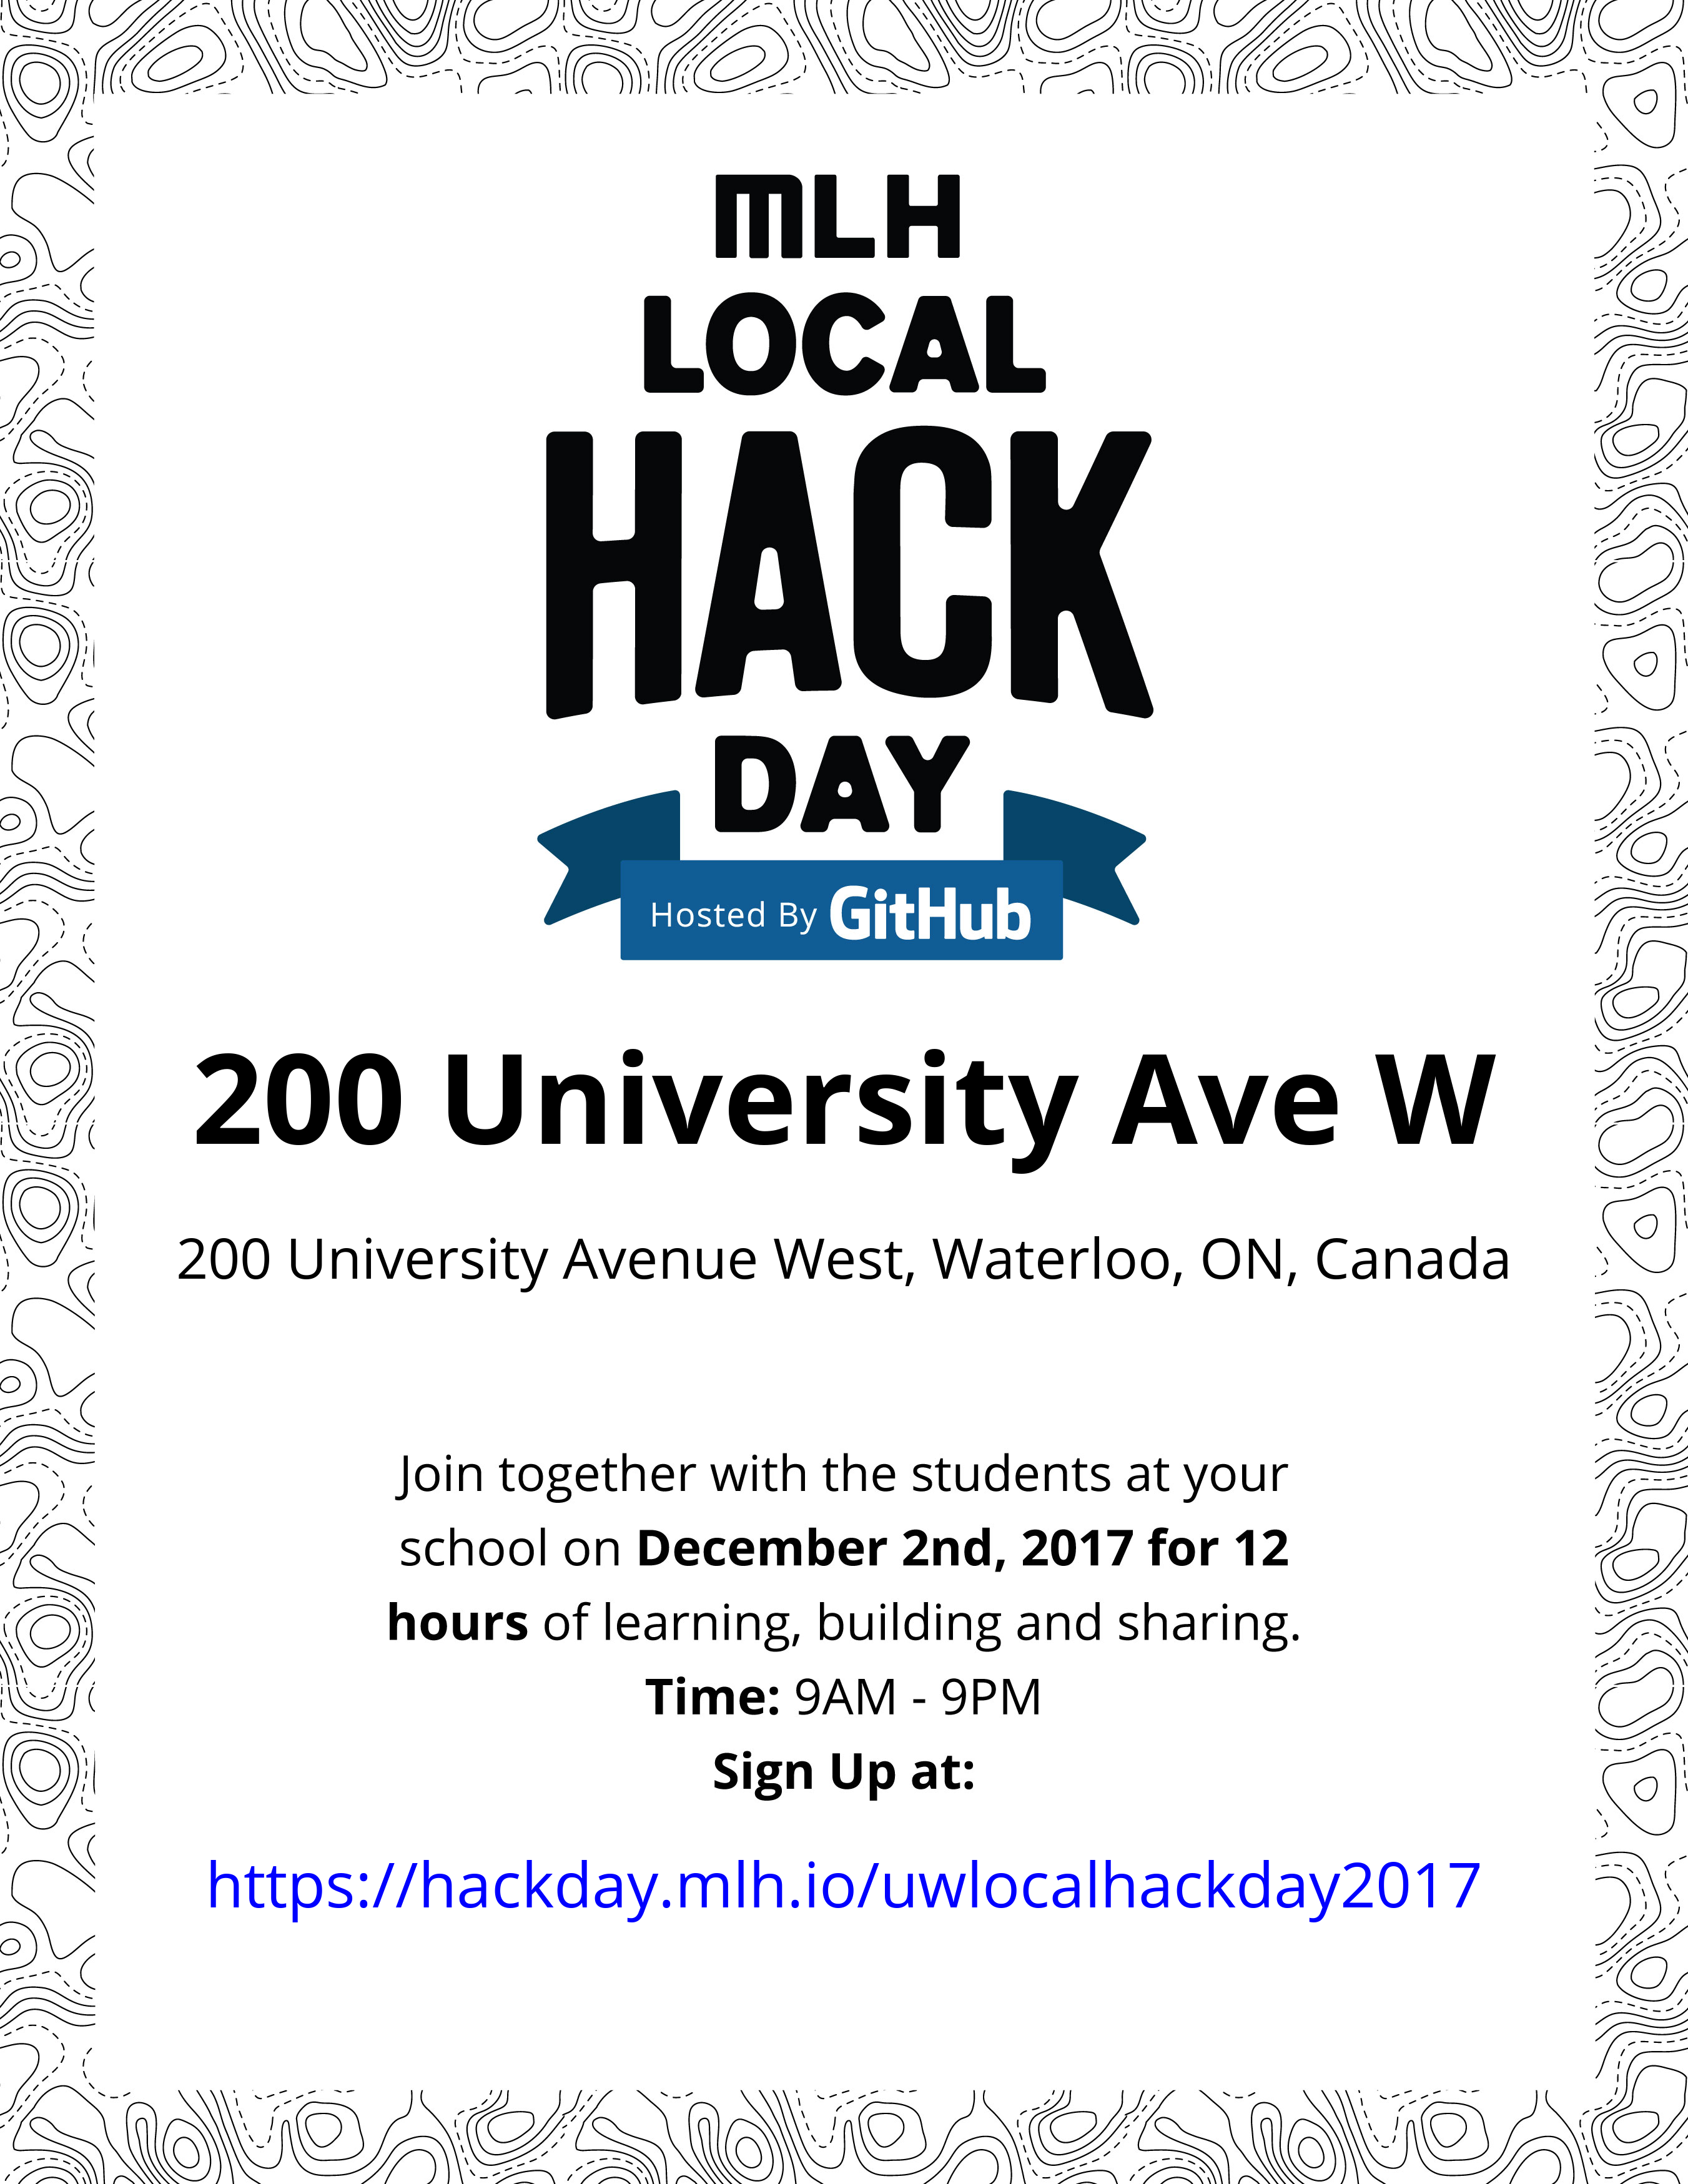 MLH
LOCAL
HACK
DAY
Hosted By GitHub
200 University Ave W
200 University Avenue West, Waterloo, ON, Canada
Join together with the students at your
school on December 2nd, 2017 for 12
hours of learning, building and sharing.
Time: 9AM - 9PM
Sign Up at:
https://hackday.mlh.io/uwlocalhackday2017